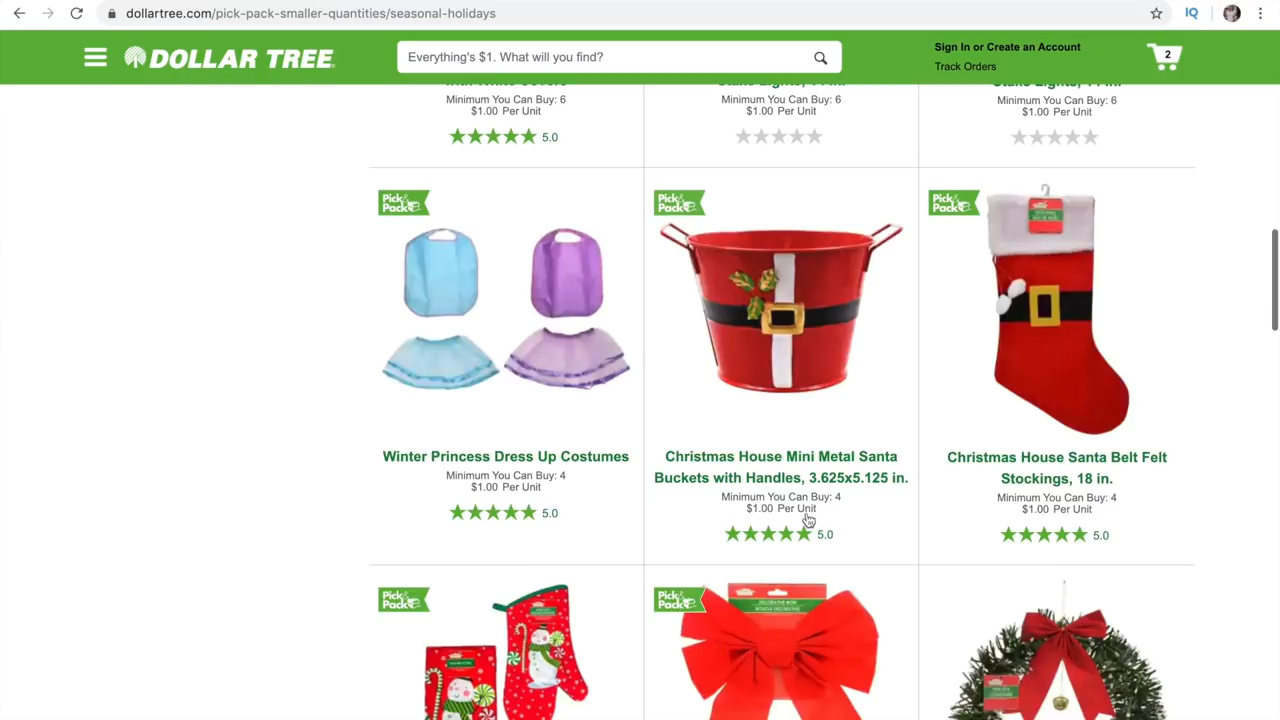 dollartree.com/pick-pack-smaller-quantities/seasonal-holidays
IQ
DOLLAR TREE
Everything's $1. What will you find?
Sign In or Create an Account
Track Orders
2
Minimum You Can Buy: 6
$1.00 Per Unit
5.0
Minimum You Can Buy: 6
$1.00 Per Unit
Minimum You Can Buy: 6
$1.00 Per Unit
Pick & Pack
Winter Princess Dress Up Costumes
Minimum You Can Buy: 4
$1.00 Per Unit
5.0
Pick & Pack
Christmas House Mini Metal Santa
Buckets with Handles, 3.625x5.125 in.
Minimum You Can Buy: 4
$1.00 Per Unit
5.0
Pick & Pack
Christmas House Santa Belt Felt
Stockings, 18 in.
Minimum You Can Buy: 4
$1.00 Per Unit
5.0
Pick & Pack
Pick & Pack